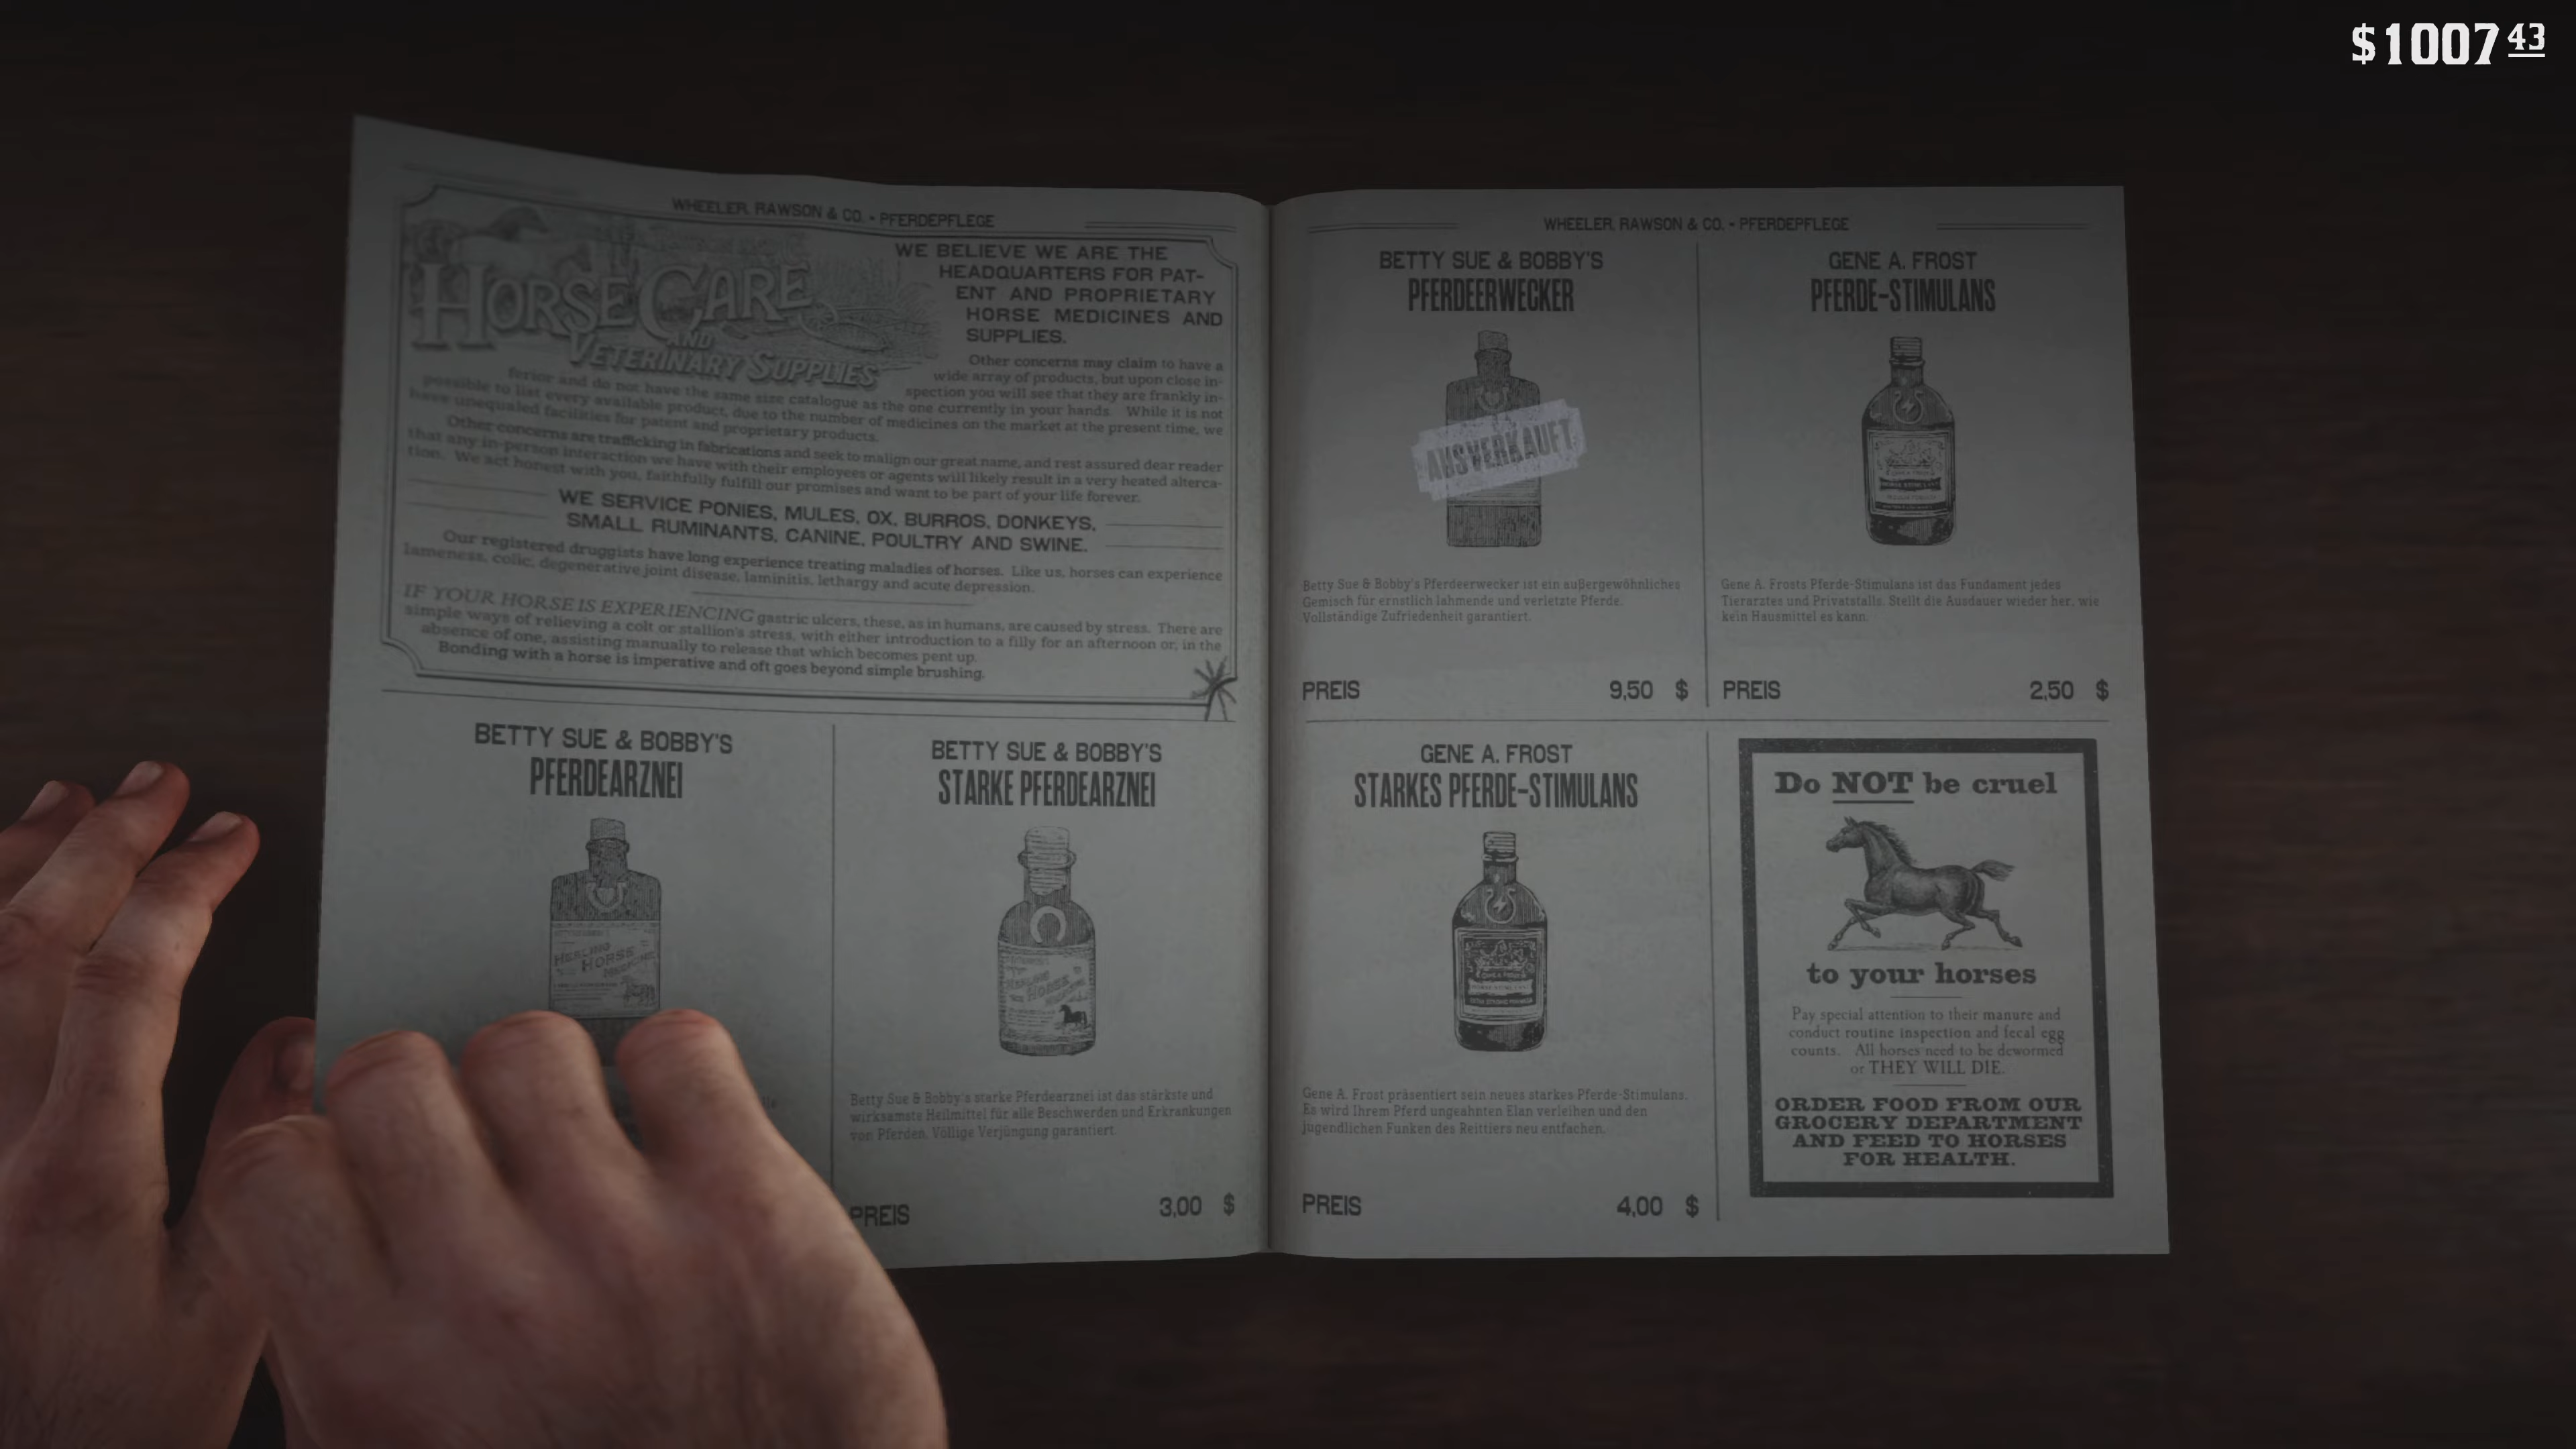 $1007 43
WHEELER, RAWSON & CO. - PFERDEPFLEGE
HORSE CARE
AND
VETERINARY SUPPLIES
WE BELIEVE WE ARE THE
HEADQUARTERS FOR PAT-
ENT AND PROPRIETARY
HORSE MEDICINES AND
SUPPLIES.
Other concerns may claim to have a
wide array of products, but upon close in-
spection you will see that they are frankly in-
ferior and do not have the same size catalogue as the one currently in your hands. While it is not
possible to list every available product, due to the number of medicines on the market at the present time, we
have unequaled facilities for patent and proprietary products.
Other concerns are trafficking in fabrications and seek to malign our great name, and rest assured dear reader
that any in-person interaction we have with their employees or agents will likely result in a very heated alterca-
tion. We act honest with you, faithfully fulfill our promises and want to be part of your life forever.
WE SERVICE PONIES, MULES, OX, BURROS, DONKEYS,
SMALL RUMINANTS, CANINE, POULTRY AND SWINE.
Our registered druggists have long experience treating maladies of horses. Like us, horses can experience
lameness, colic, degenerative joint disease, laminitis, lethargy and acute depression.
IF YOUR HORSE IS EXPERIENCING gastric ulcers, these, as in humans, are caused by stress. There are
simple ways of relieving a colt or stallion's stress, with either introduction to a filly for an afternoon or, in the
absence of one, assisting manually to release that which becomes pent up.
Bonding with a horse is imperative and oft goes beyond simple brushing.
BETTY SUE & BOBBY'S
PFERDEARZNEI
HEALING
HORSE
MEDICINE
BETTY SUE & BOBBY'S
STARKE PFERDEARZNEI
HEALING
HORSE
Betty Sue & Bobby's starke Pferdearznei ist das stärkste und
wirksamste Heilmittel für alle Beschwerden und Erkrankungen
von Pferden. Völlige Verjüngung garantiert.
PREIS 3,00 $
WHEELER, RAWSON & CO. - PFERDEPFLEGE
BETTY SUE & BOBBY'S
PFERDEERWECKER
AUSVERKAUFT
Betty Sue & Bobby's Pferdeerwecker ist ein außergewöhnliches
Gemisch für ernstlich lahmende und verletzte Pferde.
Vollständige Zufriedenheit garantiert.
PREIS 9,50 $
GENE A. FROST
PFERDE-STIMULANS
Gene A. Frosts Pferde-Stimulans ist das Fundament jedes
Tierarztes und Privatstalls. Stellt die Ausdauer wieder her, wie
kein Hausmittel es kann.
PREIS 2,50 $
GENE A. FROST
STARKES PFERDE-STIMULANS
Gene A. Frost präsentiert sein neues starkes Pferde-Stimulans.
Es wird Ihrem Pferd ungeahnten Elan verleihen und den
jugendlichen Funken des Reittiers neu entfachen.
PREIS 4,00 $
Do NOT be cruel
to your horses
Pay special attention to their manure and
conduct routine inspection and fecal egg
counts. All horses need to be dewormed
or THEY WILL DIE.
ORDER FOOD FROM OUR
GROCERY DEPARTMENT
AND FEED TO HORSES
FOR HEALTH.